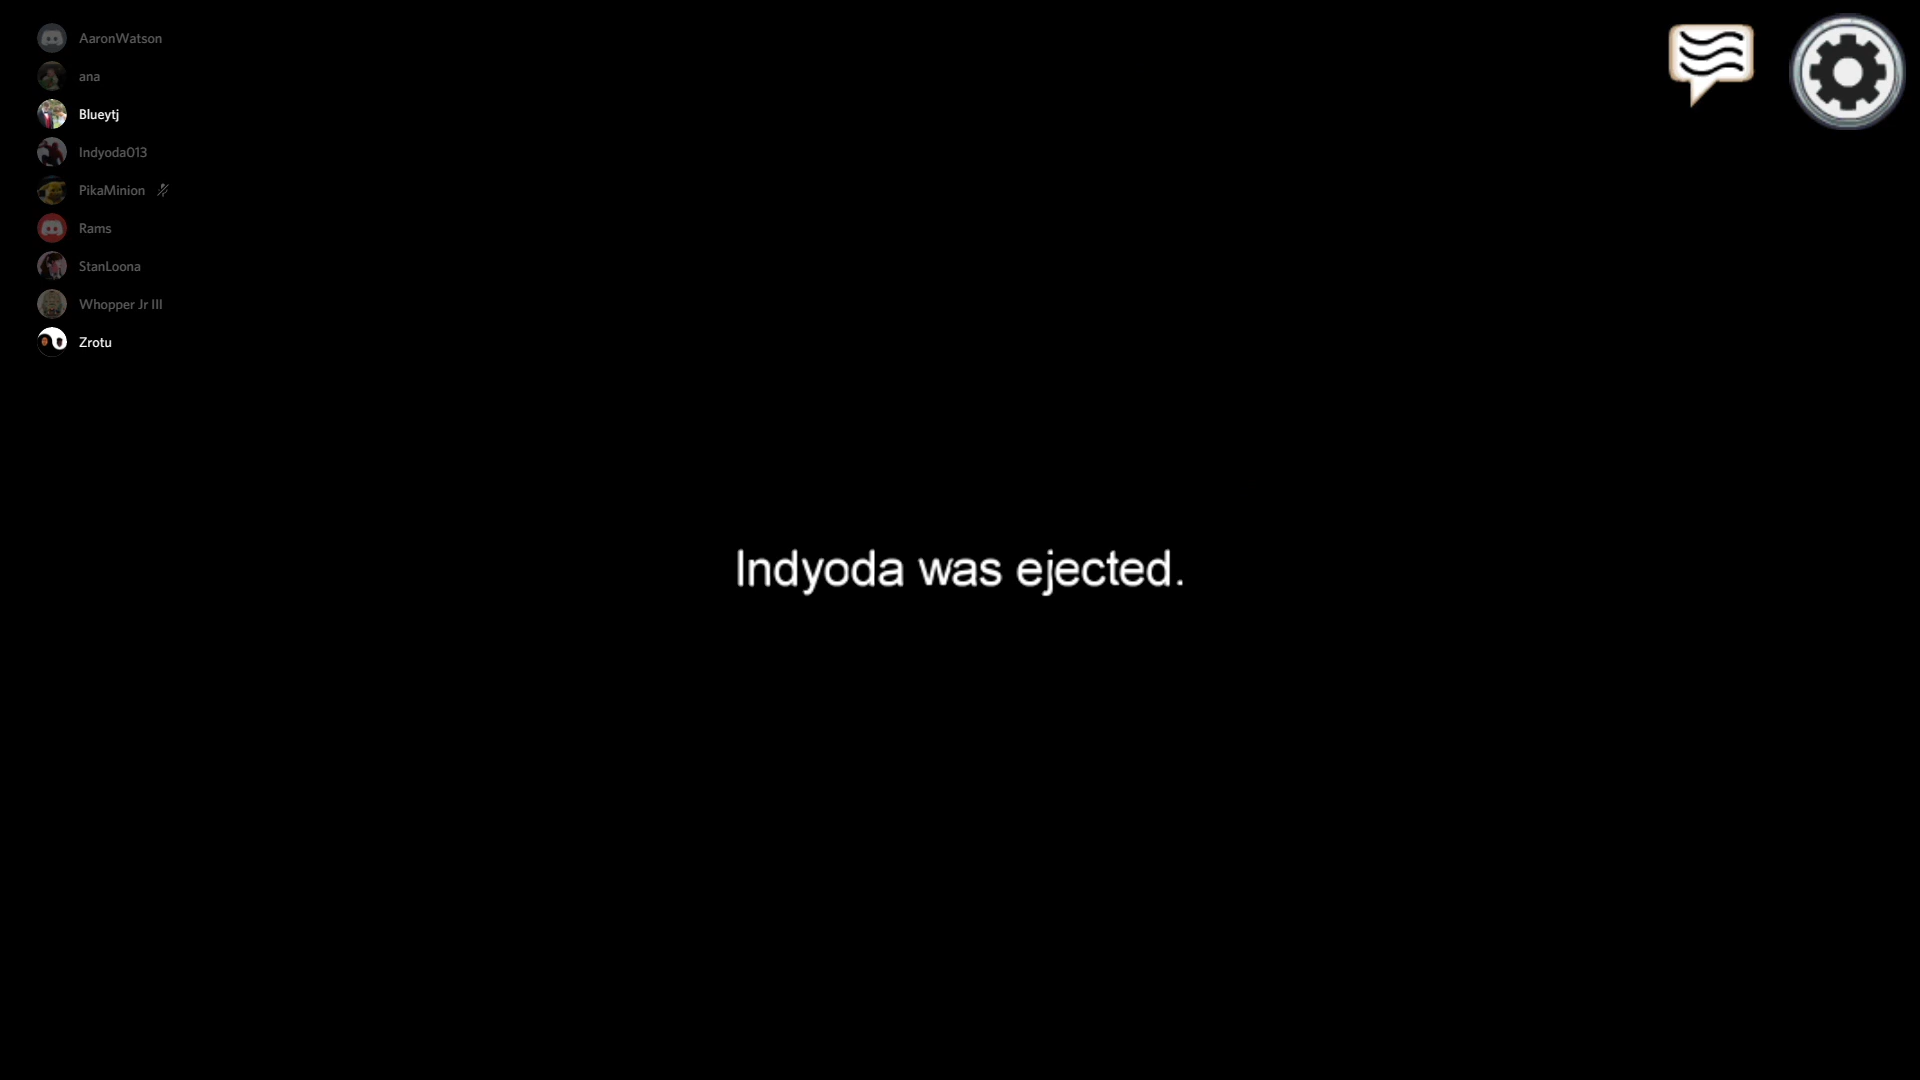 AaronWatson
ana
Blueytj
Indyoda013
PikaMinion
Rams
StanLoona
Whopper Jr III
Zrotu
Indyoda was ejected.